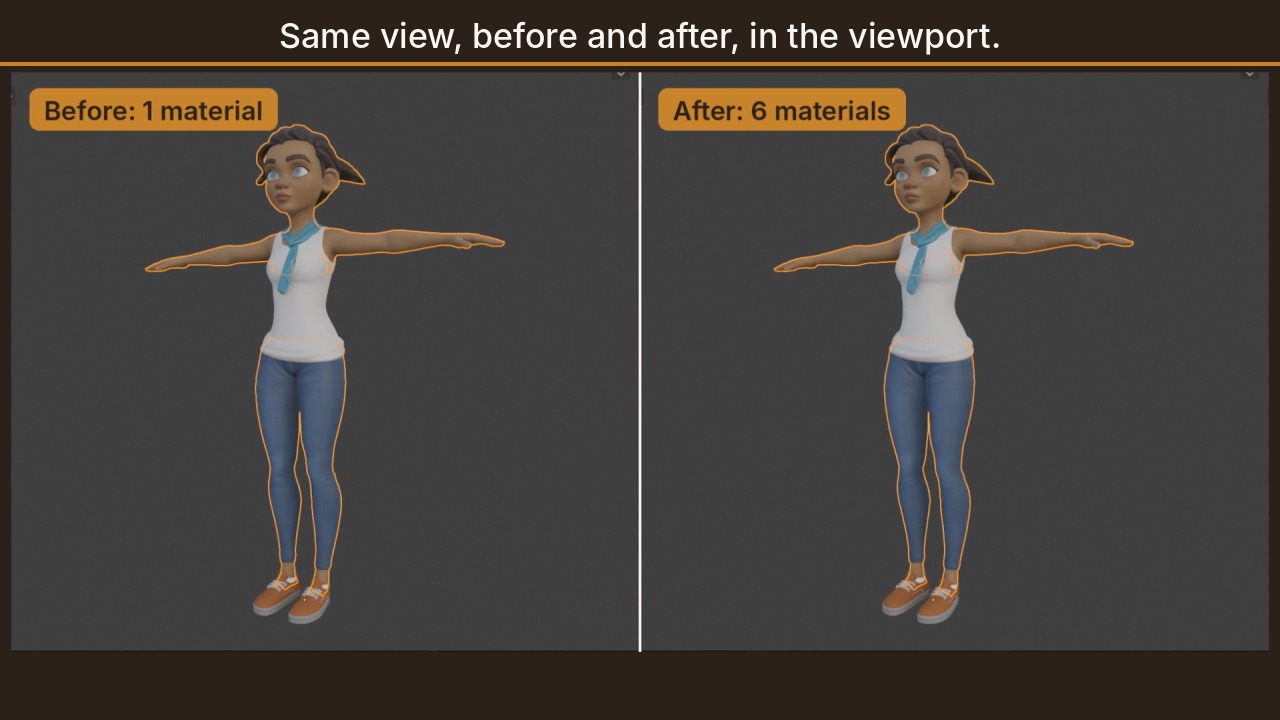 Same view, before and after, in the viewport.
Before: 1 material
After: 6 materials